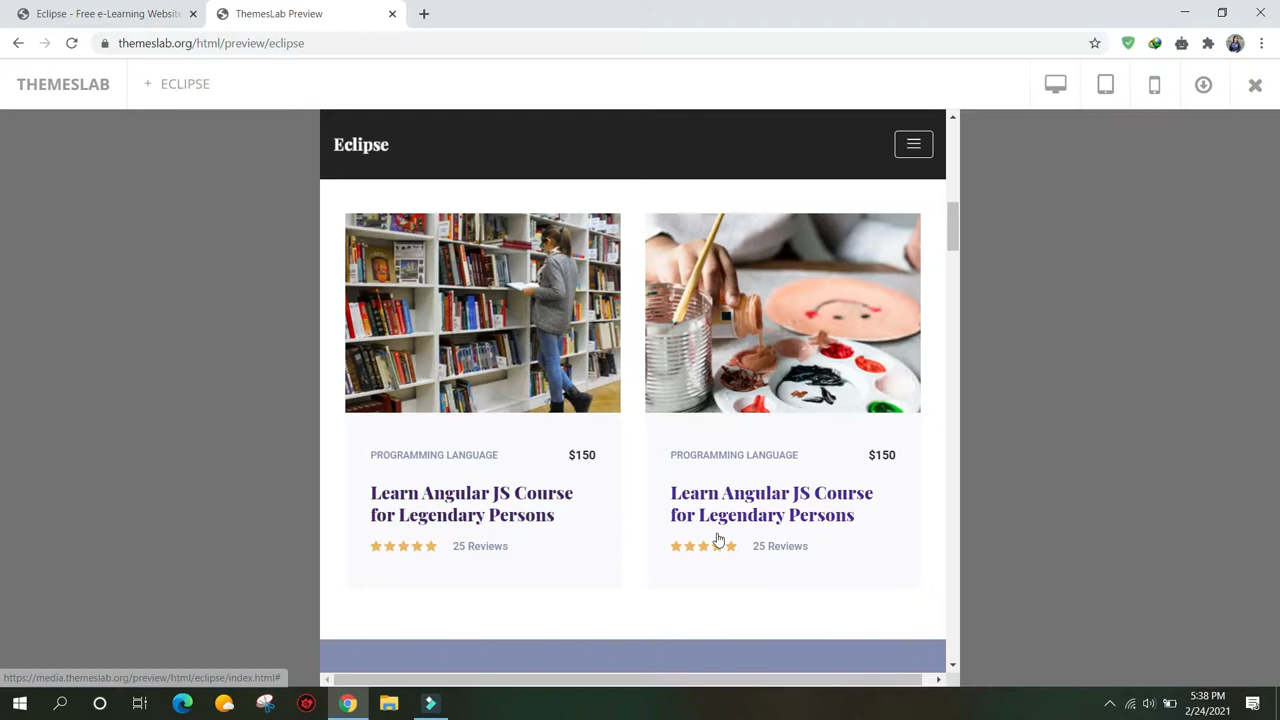 Eclipse - Free e-Learning Website
ThemesLab Preview
themeslab.org/html/preview/eclipse
THEMESLAB
+ ECLIPSE
Eclipse
PROGRAMMING LANGUAGE $150
Learn Angular JS Course
for Legendary Persons
25 Reviews
PROGRAMMING LANGUAGE $150
Learn Angular JS Course
for Legendary Persons
25 Reviews
https://media.themeslab.org/preview/html/eclipse/index.html#
5:38 PM
2/24/2021